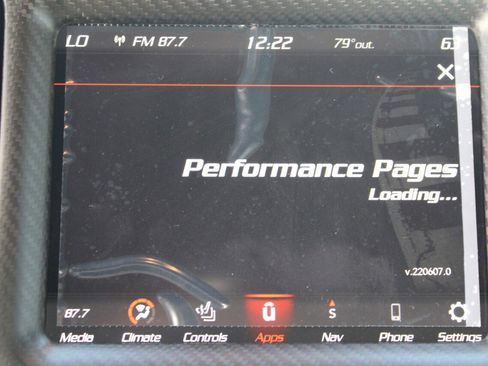 LO FM 87.7 12:22 79° out. 63
Performance Pages
Loading...
v.220607.0
87.7 S
Media Climate Controls Apps Nav Phone Settings